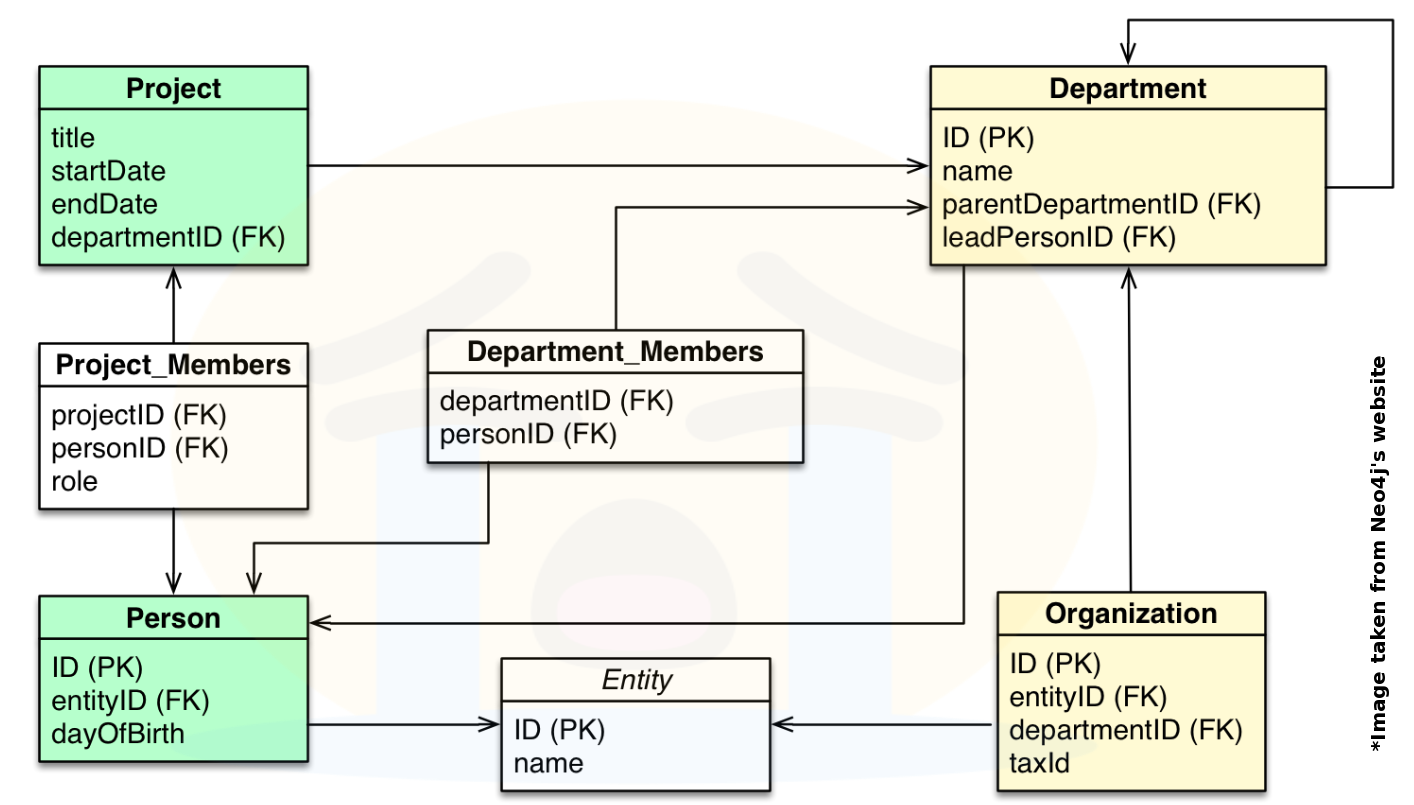 Project
title
startDate
endDate
departmentID (FK)
Department
ID (PK)
name
parentDepartmentID (FK)
leadPersonID (FK)
Project_Members
projectID (FK)
personID (FK)
role
Department_Members
departmentID (FK)
personID (FK)
Person
ID (PK)
entityID (FK)
dayOfBirth
Entity
ID (PK)
name
Organization
ID (PK)
entityID (FK)
departmentID (FK)
taxId
*Image taken from Neo4j's website